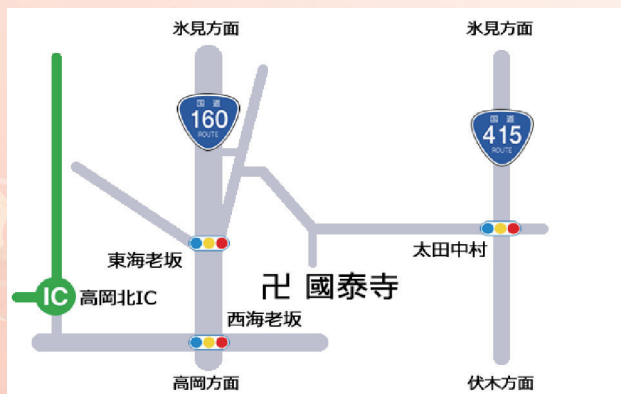 氷見方面
氷見方面
国道
160
ROUTE
国道
415
ROUTE
東海老坂
太田中村
卍 國泰寺
IC 高岡北IC
西海老坂
高岡方面
伏木方面